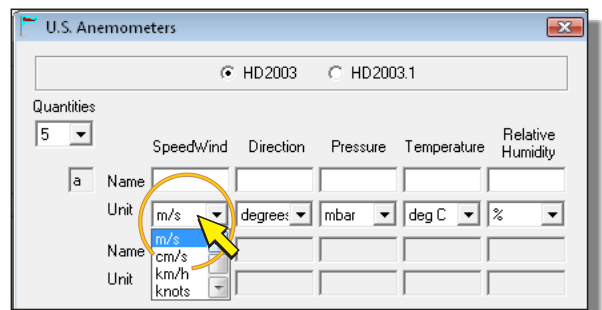 U.S. Anemometers
HD2003 HD2003.1
Quantities
5
SpeedWind Direction Pressure Temperature Relative Humidity
a Name
Unit m/s degrees mbar deg C %
m/s
Name cm/s
Unit km/h
knots